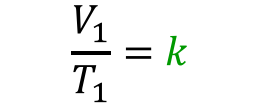 V₁/T₁ = k